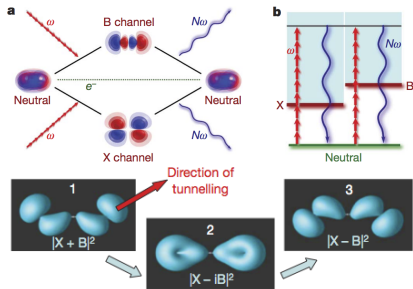 a
ω
B channel
Nω
Neutral
e⁻
Neutral
ω
X channel
Nω
b
ω
Nω
X
B
Neutral
Direction of
tunnelling
1
|X + B|²
2
|X − iB|²
3
|X − B|²